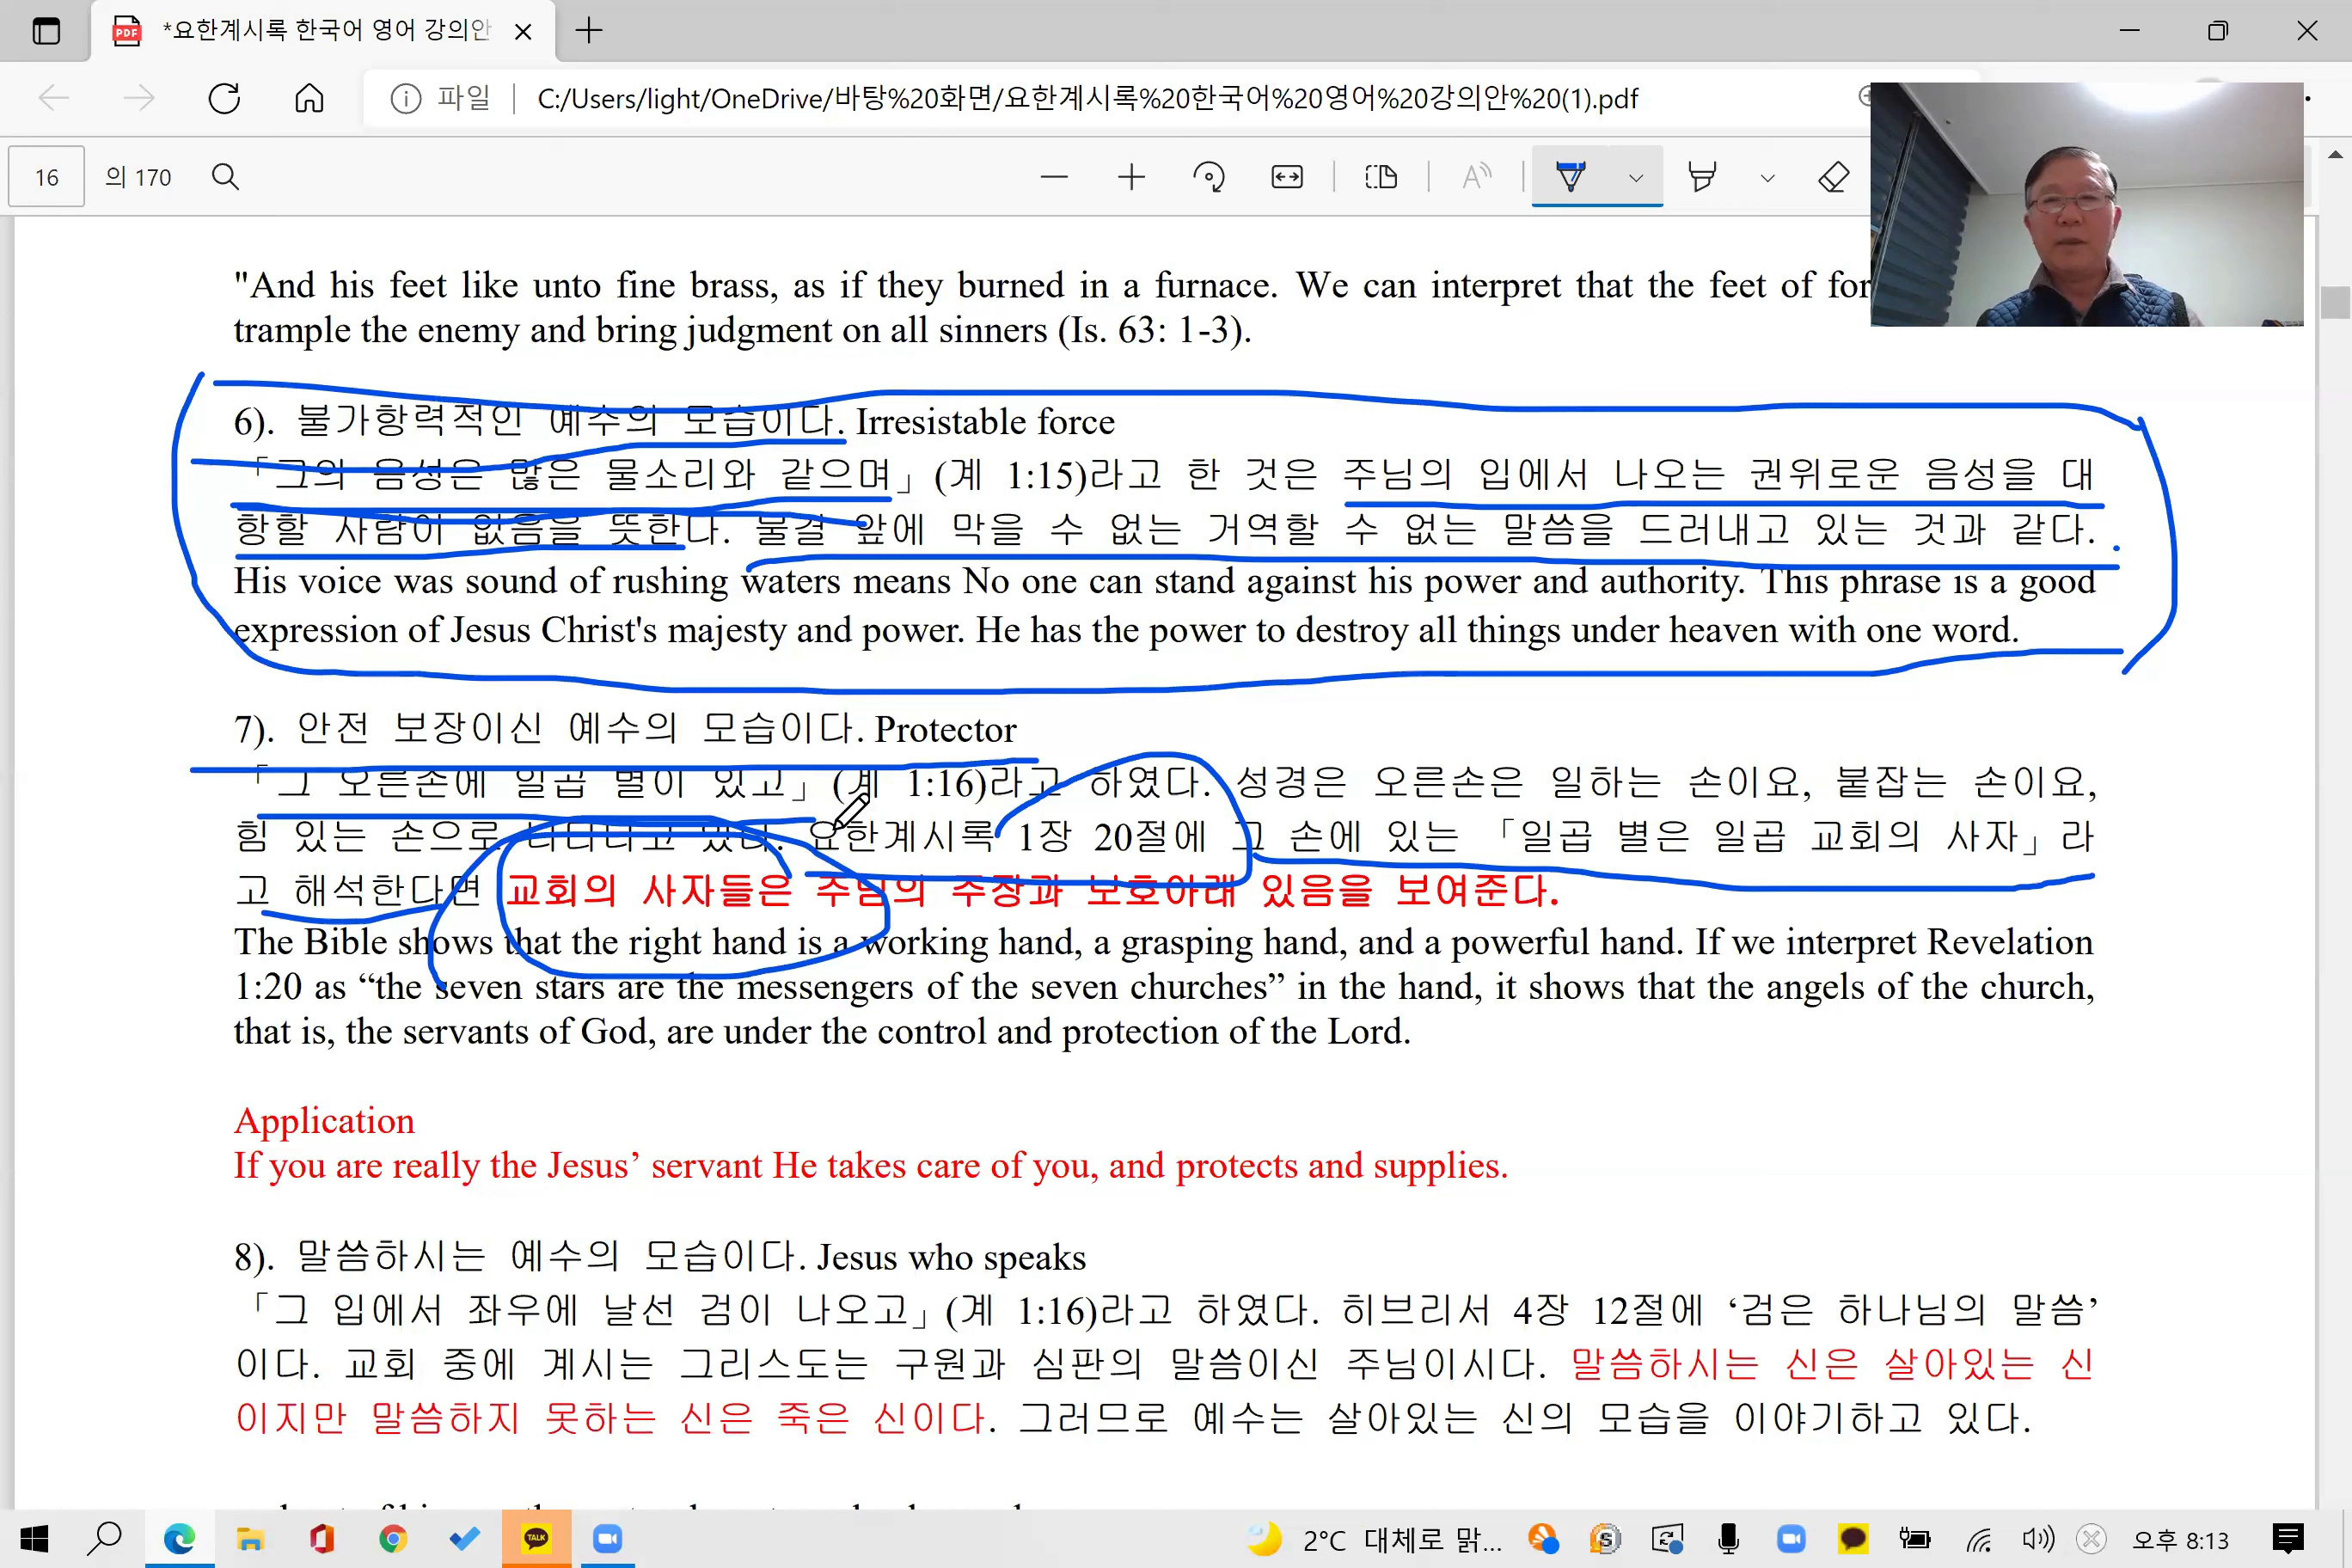 *요한계시록 한국어 영어 강의안
파일 C:/Users/light/OneDrive/바탕%20화면/요한계시록%20한국어%20영어%20강의안%20(1).pdf
16 의 170
"And his feet like unto fine brass, as if they burned in a furnace. We can interpret that the feet of
trample the enemy and bring judgment on all sinners (Is. 63: 1-3).
6). 불가항력적인 예수의 모습이다. Irresistable force
「그의 음성은 많은 물소리와 같으며」(계 1:15)라고 한 것은 주님의 입에서 나오는 권위로운 음성을 대
항할 사람이 없음을 뜻한다. 물결 앞에 막을 수 없는 거역할 수 없는 말씀을 드러내고 있는 것과 같다.
His voice was sound of rushing waters means No one can stand against his power and authority. This phrase is a good
expression of Jesus Christ's majesty and power. He has the power to destroy all things under heaven with one word.
7). 안전 보장이신 예수의 모습이다. Protector
「그 오른손에 일곱 별이 있고」(계 1:16)라고 하였다. 성경은 오른손은 일하는 손이요, 붙잡는 손이요,
힘 있는 손으로 나타나고 있다. 요한계시록 1장 20절에 그 손에 있는 「일곱 별은 일곱 교회의 사자」라
고 해석한다면 교회의 사자들은 주님의 주장과 보호아래 있음을 보여준다.
The Bible shows that the right hand is a working hand, a grasping hand, and a powerful hand. If we interpret Revelation
1:20 as “the seven stars are the messengers of the seven churches” in the hand, it shows that the angels of the church,
that is, the servants of God, are under the control and protection of the Lord.
Application
If you are really the Jesus’ servant He takes care of you, and protects and supplies.
8). 말씀하시는 예수의 모습이다. Jesus who speaks
「그 입에서 좌우에 날선 검이 나오고」(계 1:16)라고 하였다. 히브리서 4장 12절에 ‘검은 하나님의 말씀’
이다. 교회 중에 계시는 그리스도는 구원과 심판의 말씀이신 주님이시다. 말씀하시는 신은 살아있는 신
이지만 말씀하지 못하는 신은 죽은 신이다. 그러므로 예수는 살아있는 신의 모습을 이야기하고 있다.
2°C 대체로 맑... 오후 8:13